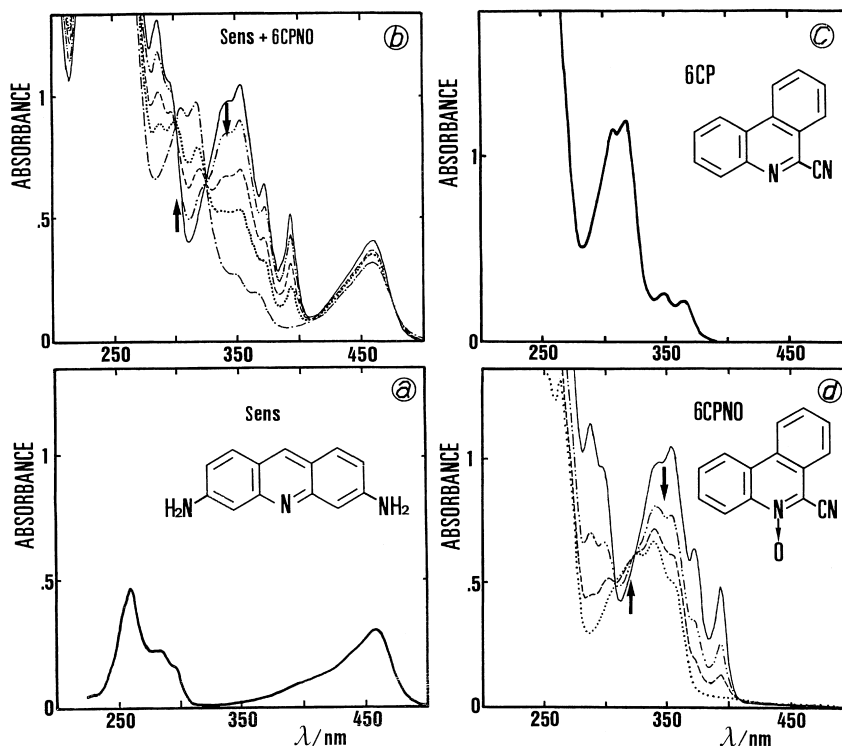 b
Sens + 6CPNO
ABSORBANCE
1
.5
0
250
350
450
c
6CP
N
CN
ABSORBANCE
1
0
250
350
450
a
Sens
H₂N
N
NH₂
ABSORBANCE
1
0.5
0
250
350
450
λ/nm
d
6CPNO
N
CN
O
ABSORBANCE
1
0.5
0
250
350
450
λ/nm